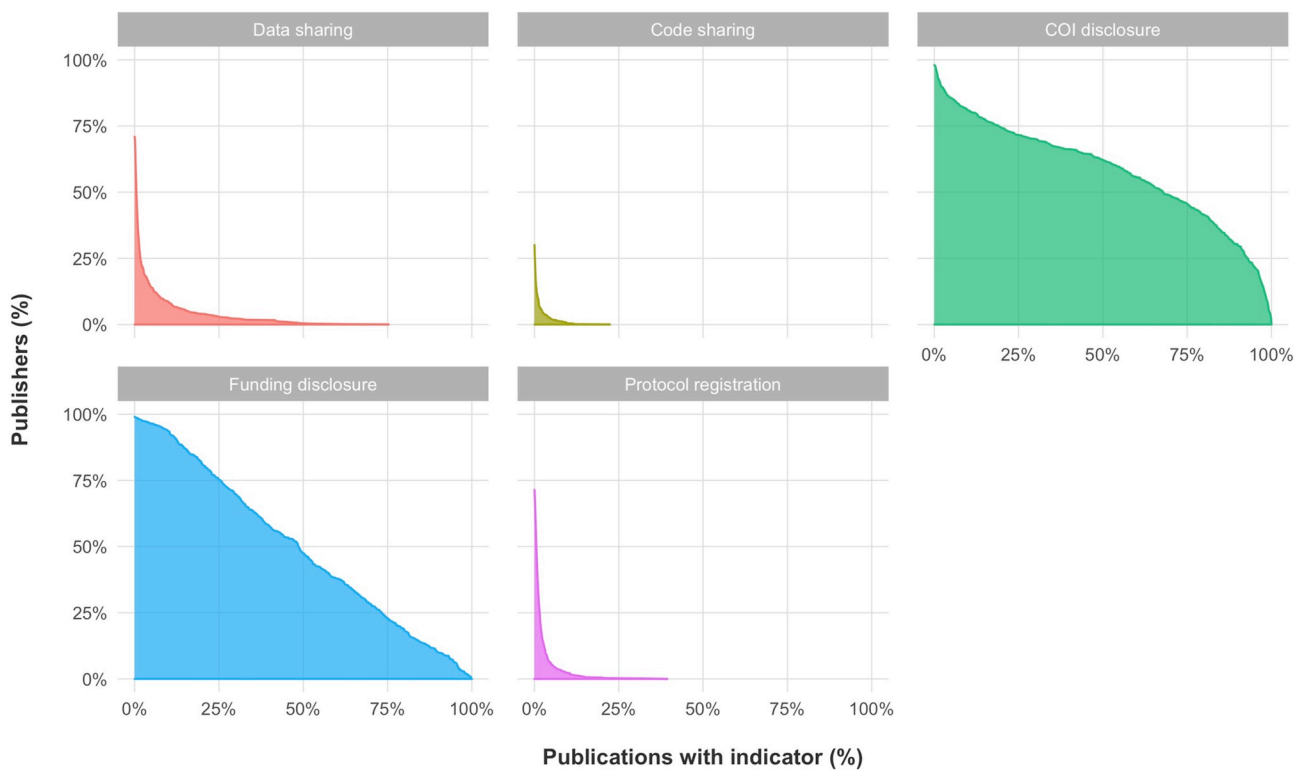 Data sharing
Code sharing
COI disclosure
100%
75%
50%
25%
0%
0% 25% 50% 75% 100%
Publishers (%)
Funding disclosure
Protocol registration
100%
75%
50%
25%
0%
0% 25% 50% 75% 100%
0% 25% 50% 75% 100%
Publications with indicator (%)